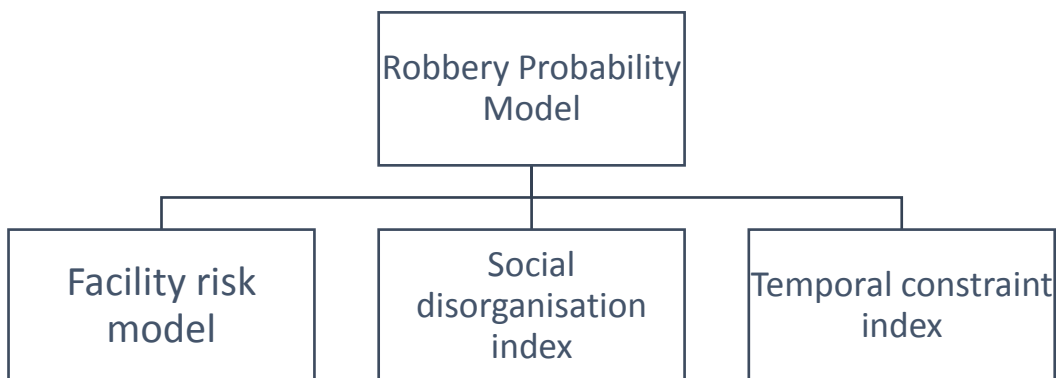 Robbery Probability
Model
Facility risk
model
Social
disorganisation
index
Temporal constraint
index